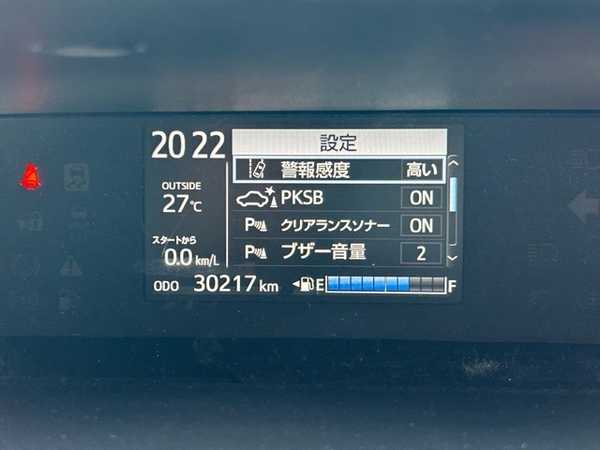 20 22
設定
警報感度 高い
OUTSIDE
27℃
PKSB ON
クリアランスソナー ON
スタートから
0.0 km/L
ブザー音量 2
ODO 30217 km
E F